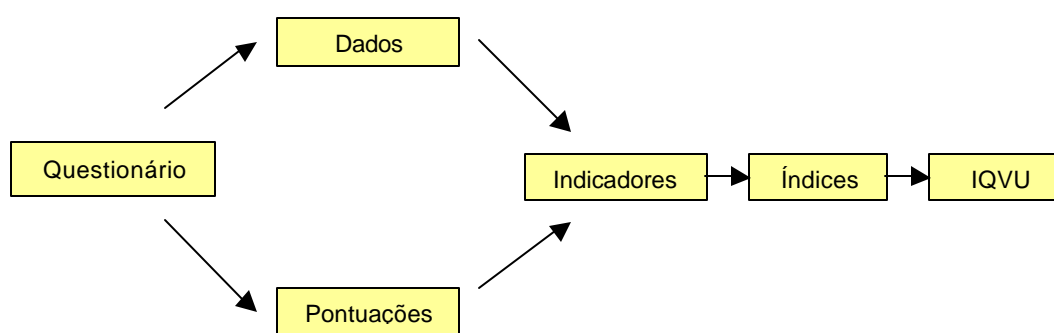 Dados
Questionário
Indicadores
Índices
IQVU
Pontuações